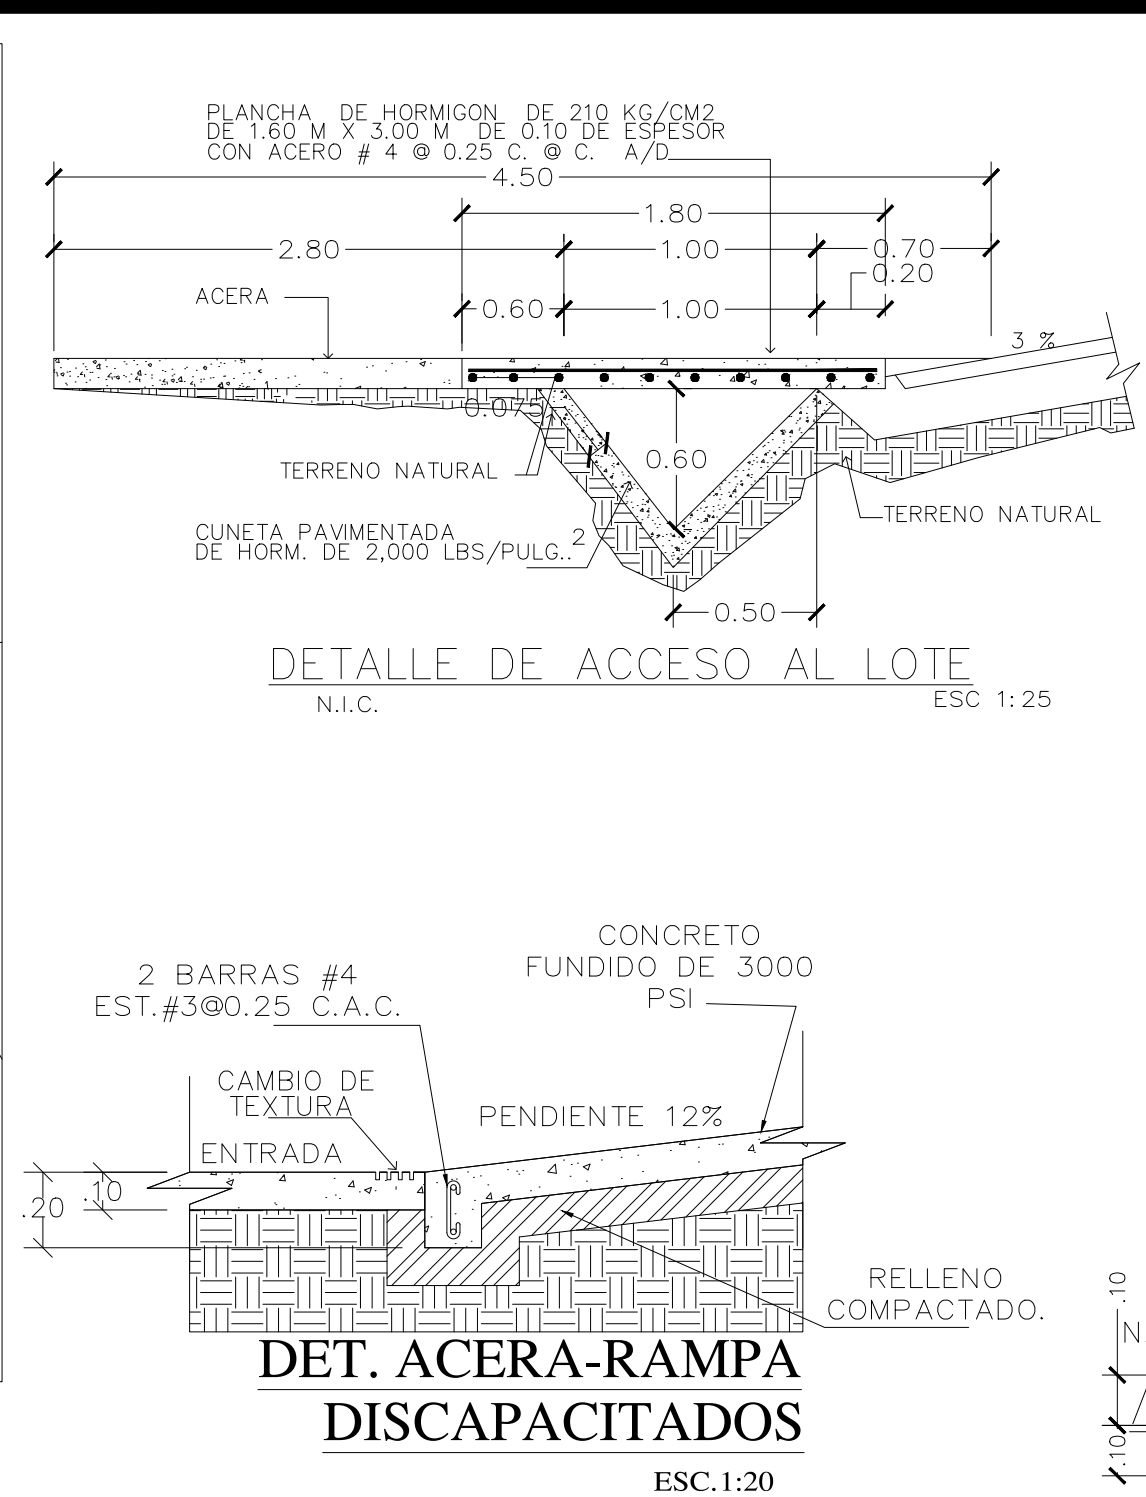 PLANCHA DE HORMIGON DE 210 KG/CM2
DE 1.60 M X 3.00 M DE 0.10 DE ESPESOR
CON ACERO # 4 @ 0.25 C. @ C. A/D
4.50
1.80
2.80
1.00
0.70
0.20
ACERA
0.60
1.00
3 %
0.075
TERRENO NATURAL
0.60
CUNETA PAVIMENTADA
DE HORM. DE 2,000 LBS/PULG.. 2
TERRENO NATURAL
0.50
DETALLE DE ACCESO AL LOTE
N.I.C.
ESC 1:25
CONCRETO
FUNDIDO DE 3000
PSI
2 BARRAS #4
EST.#3@0.25 C.A.C.
CAMBIO DE
TEXTURA
PENDIENTE 12%
ENTRADA
.10
.20
RELLENO
COMPACTADO.
DET. ACERA-RAMPA
DISCAPACITADOS
ESC.1:20
.10
N
.10